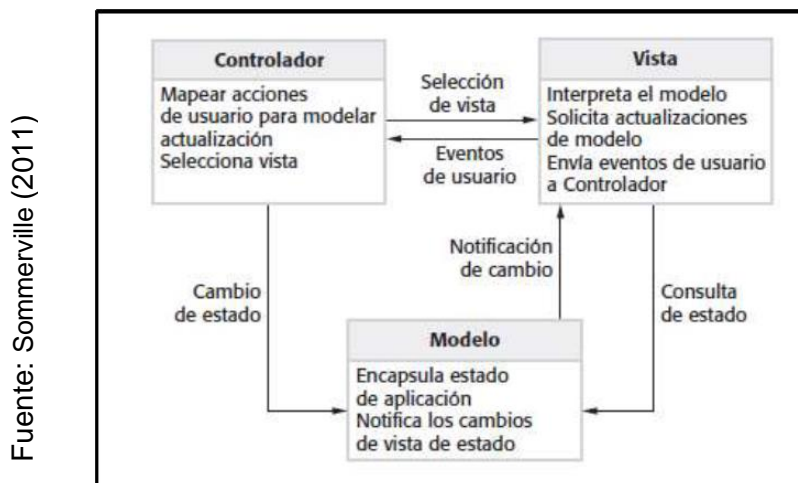 Fuente: Sommerville (2011)
Controlador
Mapear acciones
de usuario para modelar
actualización
Selecciona vista
Selección
de vista
Eventos
de usuario
Vista
Interpreta el modelo
Solicita actualizaciones
de modelo
Envía eventos de usuario
a Controlador
Cambio
de estado
Notificación
de cambio
Consulta
de estado
Modelo
Encapsula estado
de aplicación
Notifica los cambios
de vista de estado